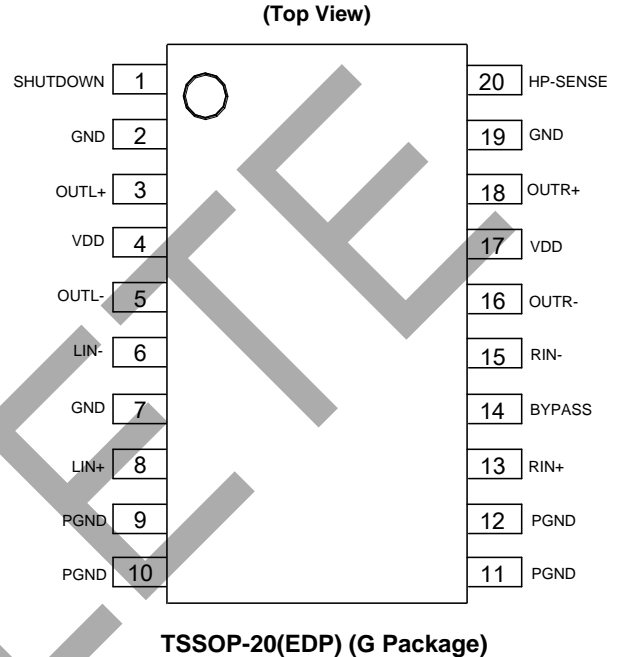 (Top View)
SHUTDOWN 1 20 HP-SENSE
GND 2 19 GND
OUTL+ 3 18 OUTR+
VDD 4 17 VDD
OUTL- 5 16 OUTR-
LIN- 6 15 RIN-
GND 7 14 BYPASS
LIN+ 8 13 RIN+
PGND 9 12 PGND
PGND 10 11 PGND
TSSOP-20(EDP) (G Package)